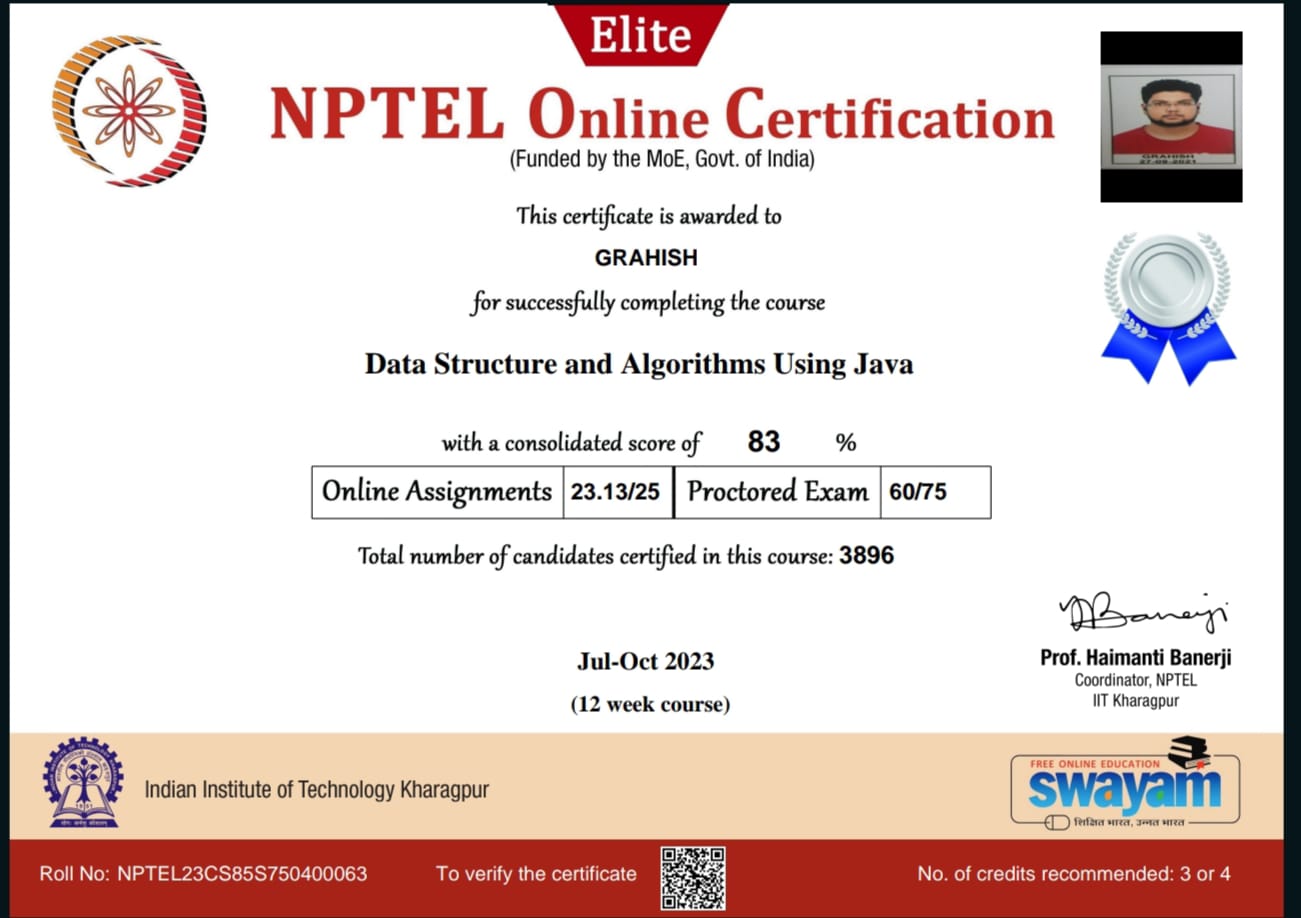 Elite
NPTEL Online Certification
(Funded by the MoE, Govt. of India)
GRAHISH
27-09-2021
This certificate is awarded to
GRAHISH
for successfully completing the course
Data Structure and Algorithms Using Java
with a consolidated score of 83 %
Online Assignments 23.13/25 Proctored Exam 60/75
Total number of candidates certified in this course: 3896
Jul-Oct 2023
(12 week course)
Prof. Haimanti Banerji
Coordinator, NPTEL
IIT Kharagpur
Indian Institute of Technology Kharagpur
FREE ONLINE EDUCATION
swayam
शिक्षित भारत, उन्नत भारत
Roll No: NPTEL23CS85S750400063
To verify the certificate
No. of credits recommended: 3 or 4